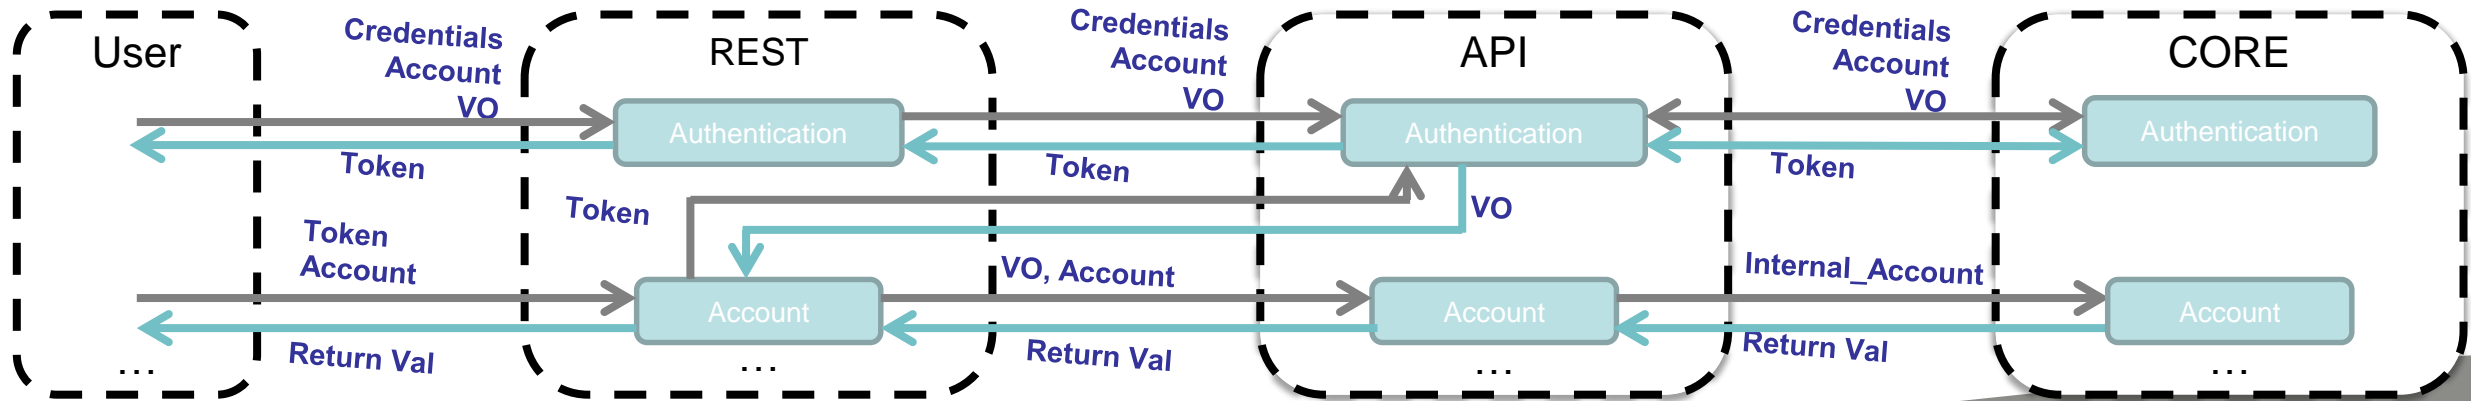 User
REST
API
CORE
Credentials
Account
VO
Credentials
Account
VO
Credentials
Account
VO
Authentication
Authentication
Authentication
Token
Token
Token
Token
VO
Token
Account
VO, Account
Internal_Account
Account
Account
Account
Return Val
Return Val
Return Val
...
...
...
...